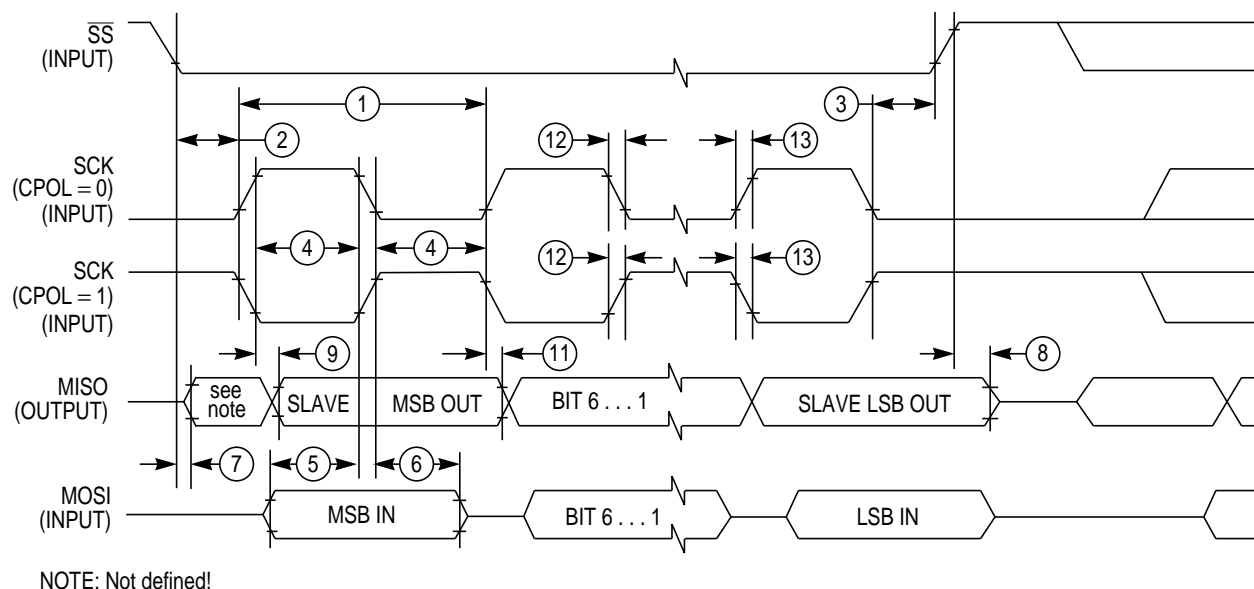 SS
(INPUT)
1
3
2
12
13
SCK
(CPOL = 0)
(INPUT)
4
4
SCK
(CPOL = 1)
(INPUT)
12
13
9
11
8
MISO
(OUTPUT)
see
note
SLAVE
MSB OUT
BIT 6 . . . 1
SLAVE LSB OUT
7
5
6
MOSI
(INPUT)
MSB IN
BIT 6 . . . 1
LSB IN
NOTE: Not defined!